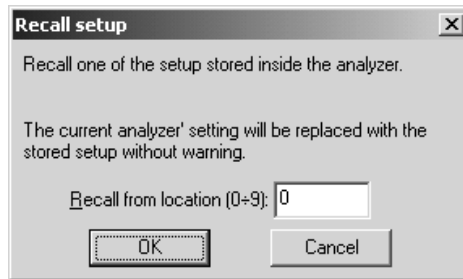 Recall setup
Recall one of the setup stored inside the analyzer.
The current analyzer' setting will be replaced with the
stored setup without warning.
Recall from location (0÷9): 0
OK Cancel